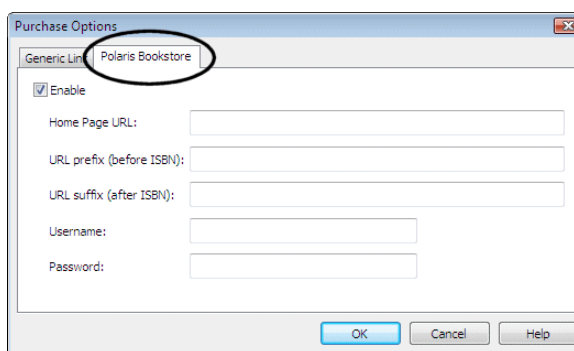 Purchase Options
Generic Link Polaris Bookstore
Enable
Home Page URL:
URL prefix (before ISBN):
URL suffix (after ISBN):
Username:
Password:
OK Cancel Help